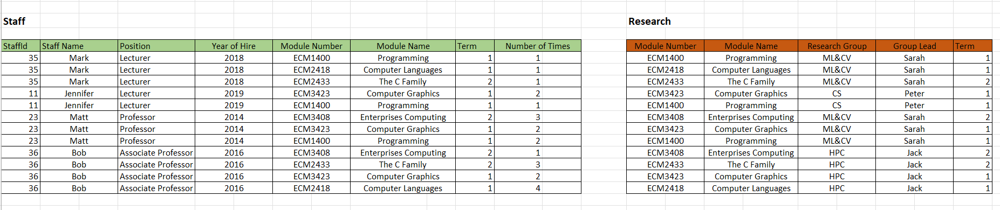 Staff Research
StaffId Staff Name Position Year of Hire Module Number Module Name Term Number of Times Module Number Module Name Research Group Group Lead Term
35 Mark Lecturer 2018 ECM1400 Programming 1 1 ECM1400 Programming ML&CV Sarah 1
35 Mark Lecturer 2018 ECM2418 Computer Languages 1 1 ECM2418 Computer Languages ML&CV Sarah 1
35 Mark Lecturer 2018 ECM2433 The C Family 2 1 ECM2433 The C Family ML&CV Sarah 2
11 Jennifer Lecturer 2019 ECM3423 Computer Graphics 1 2 ECM3423 Computer Graphics CS Peter 1
11 Jennifer Lecturer 2019 ECM1400 Programming 1 1 ECM1400 Programming CS Peter 1
23 Matt Professor 2014 ECM3408 Enterprises Computing 2 3 ECM3408 Enterprises Computing ML&CV Sarah 2
23 Matt Professor 2014 ECM3423 Computer Graphics 1 2 ECM3423 Computer Graphics ML&CV Sarah 1
23 Matt Professor 2014 ECM1400 Programming 1 2 ECM1400 Programming ML&CV Sarah 1
36 Bob Associate Professor 2016 ECM3408 Enterprises Computing 2 1 ECM3408 Enterprises Computing HPC Jack 2
36 Bob Associate Professor 2016 ECM2433 The C Family 2 3 ECM2433 The C Family HPC Jack 2
36 Bob Associate Professor 2016 ECM3423 Computer Graphics 1 2 ECM3423 Computer Graphics HPC Jack 1
36 Bob Associate Professor 2016 ECM2418 Computer Languages 1 4 ECM2418 Computer Languages HPC Jack 1